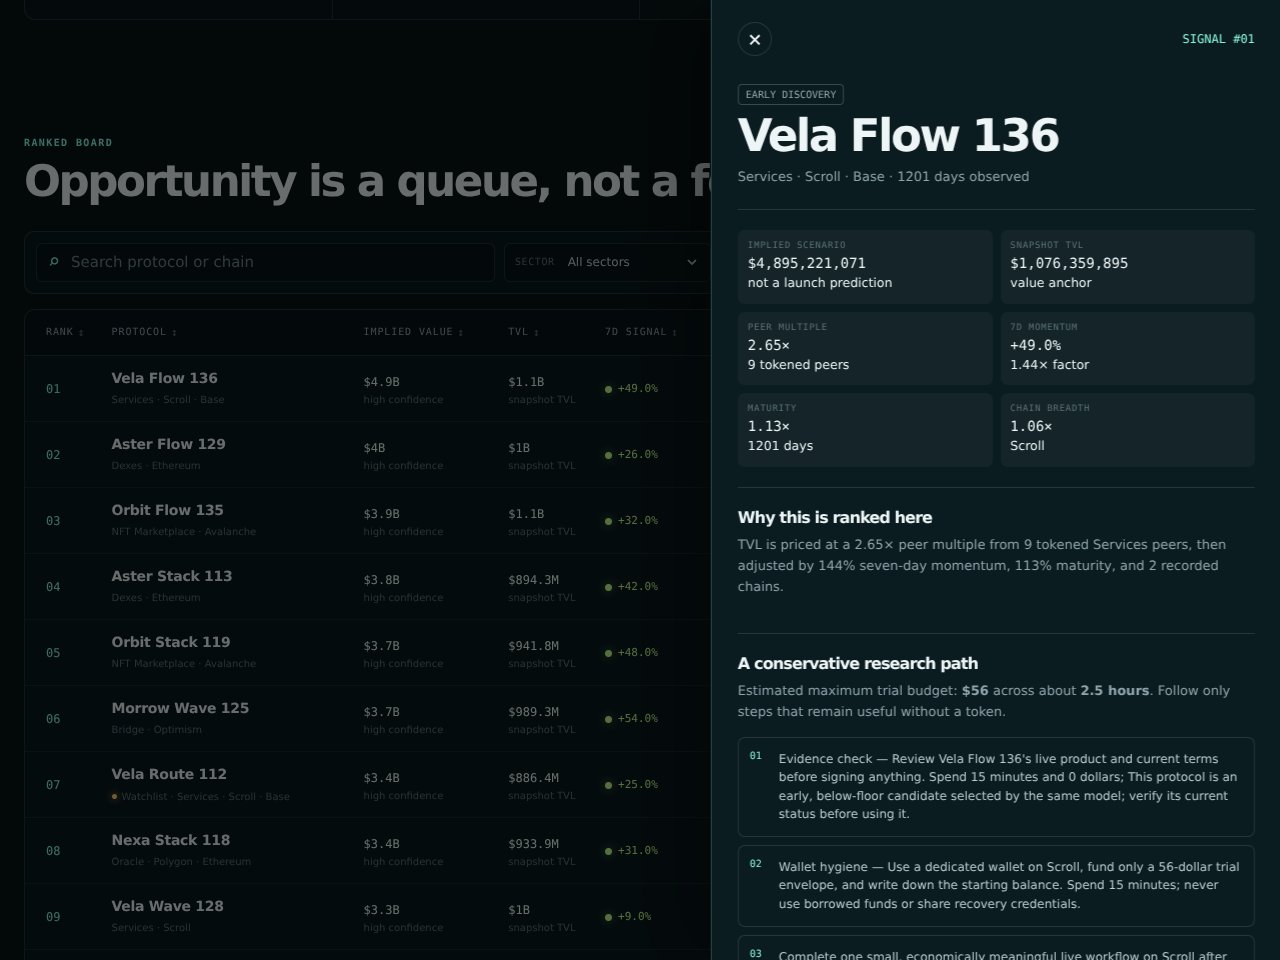 RANKED BOARD
Opportunity is a queue, not a f
Search protocol or chain
SECTOR All sectors
RANK ↕ PROTOCOL ↕ IMPLIED VALUE ↕ TVL ↕ 7D SIGNAL ↕
01 Vela Flow 136 $4.9B $1.1B +49.0%
Services · Scroll · Base high confidence snapshot TVL
02 Aster Flow 129 $4B $1B +26.0%
Dexes · Ethereum high confidence snapshot TVL
03 Orbit Flow 135 $3.9B $1.1B +32.0%
NFT Marketplace · Avalanche high confidence snapshot TVL
04 Aster Stack 113 $3.8B $894.3M +42.0%
Dexes · Ethereum high confidence snapshot TVL
05 Orbit Stack 119 $3.7B $941.8M +48.0%
NFT Marketplace · Avalanche high confidence snapshot TVL
06 Morrow Wave 125 $3.7B $989.3M +54.0%
Bridge · Optimism high confidence snapshot TVL
07 Vela Route 112 $3.4B $886.4M +25.0%
Watchlist · Services · Scroll · Base high confidence snapshot TVL
08 Nexa Stack 118 $3.4B $933.9M +31.0%
Oracle · Polygon · Ethereum high confidence snapshot TVL
09 Vela Wave 128 $3.3B $1B +9.0%
Services · Scroll high confidence snapshot TVL
SIGNAL #01
EARLY DISCOVERY
Vela Flow 136
Services · Scroll · Base · 1201 days observed
IMPLIED SCENARIO
$4,895,221,071
not a launch prediction
SNAPSHOT TVL
$1,076,359,895
value anchor
PEER MULTIPLE
2.65×
9 tokened peers
7D MOMENTUM
+49.0%
1.44× factor
MATURITY
1.13×
1201 days
CHAIN BREADTH
1.06×
Scroll
Why this is ranked here
TVL is priced at a 2.65× peer multiple from 9 tokened Services peers, then
adjusted by 144% seven-day momentum, 113% maturity, and 2 recorded
chains.
A conservative research path
Estimated maximum trial budget: $56 across about 2.5 hours. Follow only
steps that remain useful without a token.
01 Evidence check — Review Vela Flow 136's live product and current terms
before signing anything. Spend 15 minutes and 0 dollars; This protocol is an
early, below-floor candidate selected by the same model; verify its current
status before using it.
02 Wallet hygiene — Use a dedicated wallet on Scroll, fund only a 56-dollar trial
envelope, and write down the starting balance. Spend 15 minutes; never
use borrowed funds or share recovery credentials.
03 Complete one small, economically meaningful live workflow on Scroll after